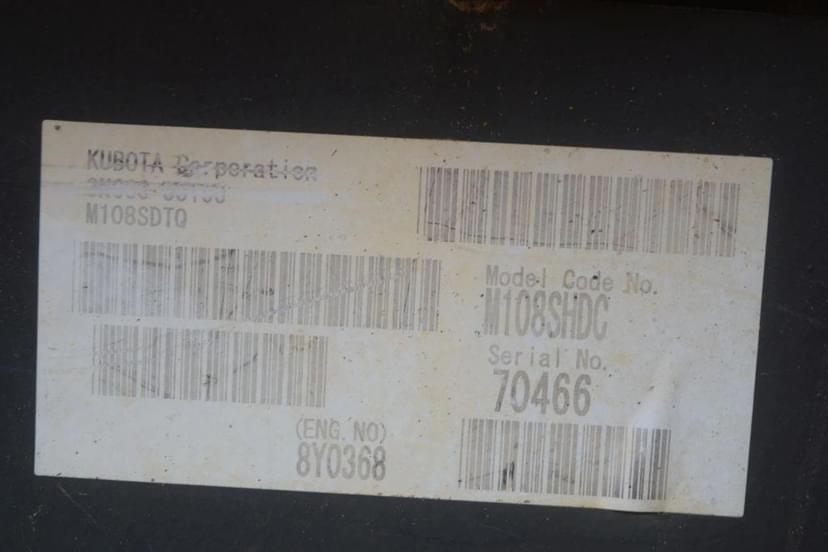 KUBOTA Corporation
M108SDTQ
Model Code No.
M108SHDC
Serial No.
70466
(ENG. NO)
8Y0368